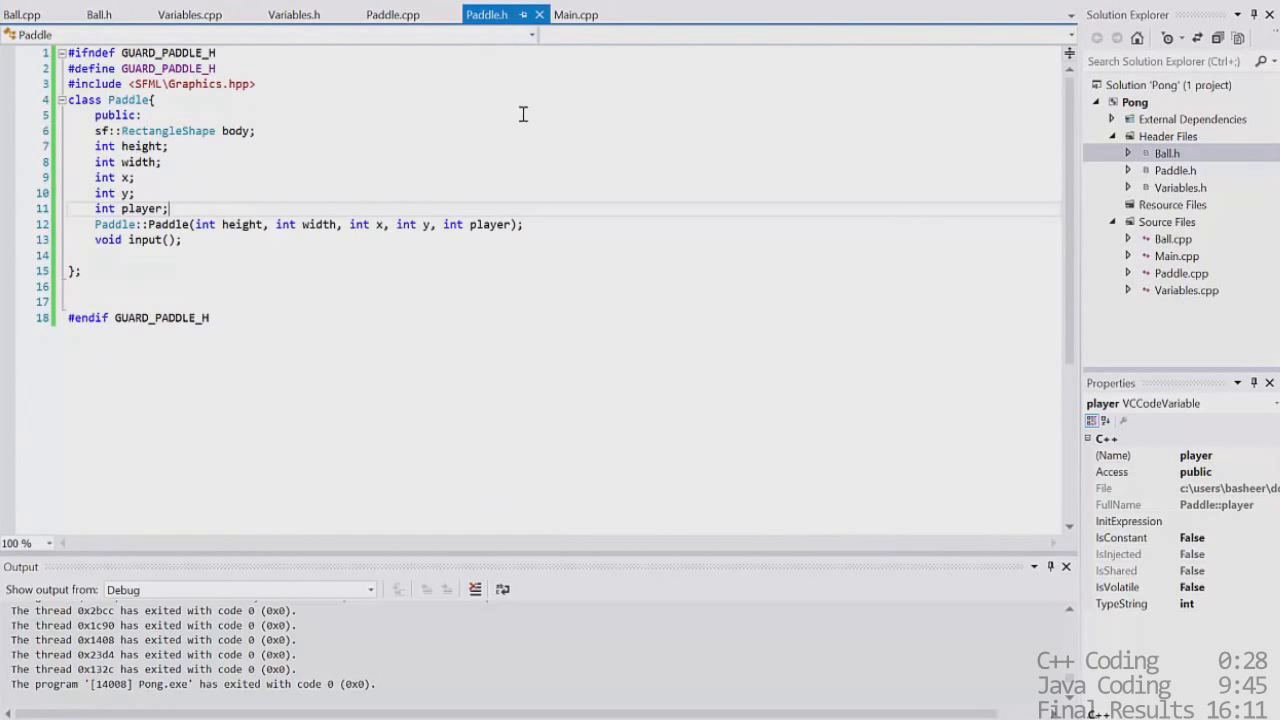 Ball.cpp Ball.h Variables.cpp Variables.h Paddle.cpp Paddle.h Main.cpp
Paddle
1 #ifndef GUARD_PADDLE_H
2 #define GUARD_PADDLE_H
3 #include <SFML\Graphics.hpp>
4 class Paddle{
5 public:
6 sf::RectangleShape body;
7 int height;
8 int width;
9 int x;
10 int y;
11 int player;
12 Paddle::Paddle(int height, int width, int x, int y, int player);
13 void input();
14
15 };
16
17
18 #endif GUARD_PADDLE_H
100 %
Output
Show output from: Debug
The thread 0x2bcc has exited with code 0 (0x0).
The thread 0x1c90 has exited with code 0 (0x0).
The thread 0x1408 has exited with code 0 (0x0).
The thread 0x23d4 has exited with code 0 (0x0).
The thread 0x132c has exited with code 0 (0x0).
The program '[14008] Pong.exe' has exited with code 0 (0x0).
Solution Explorer
Search Solution Explorer (Ctrl+;)
Solution 'Pong' (1 project)
Pong
External Dependencies
Header Files
Ball.h
Paddle.h
Variables.h
Resource Files
Source Files
Ball.cpp
Main.cpp
Paddle.cpp
Variables.cpp
Properties
player VCCodeVariable
C++
(Name) player
Access public
File c:\users\basheer\do
FullName Paddle::player
InitExpression
IsConstant False
IsInjected False
IsShared False
IsVolatile False
TypeString int
C++ Coding 0:28
Java Coding 9:45
Final Results 16:11
C++